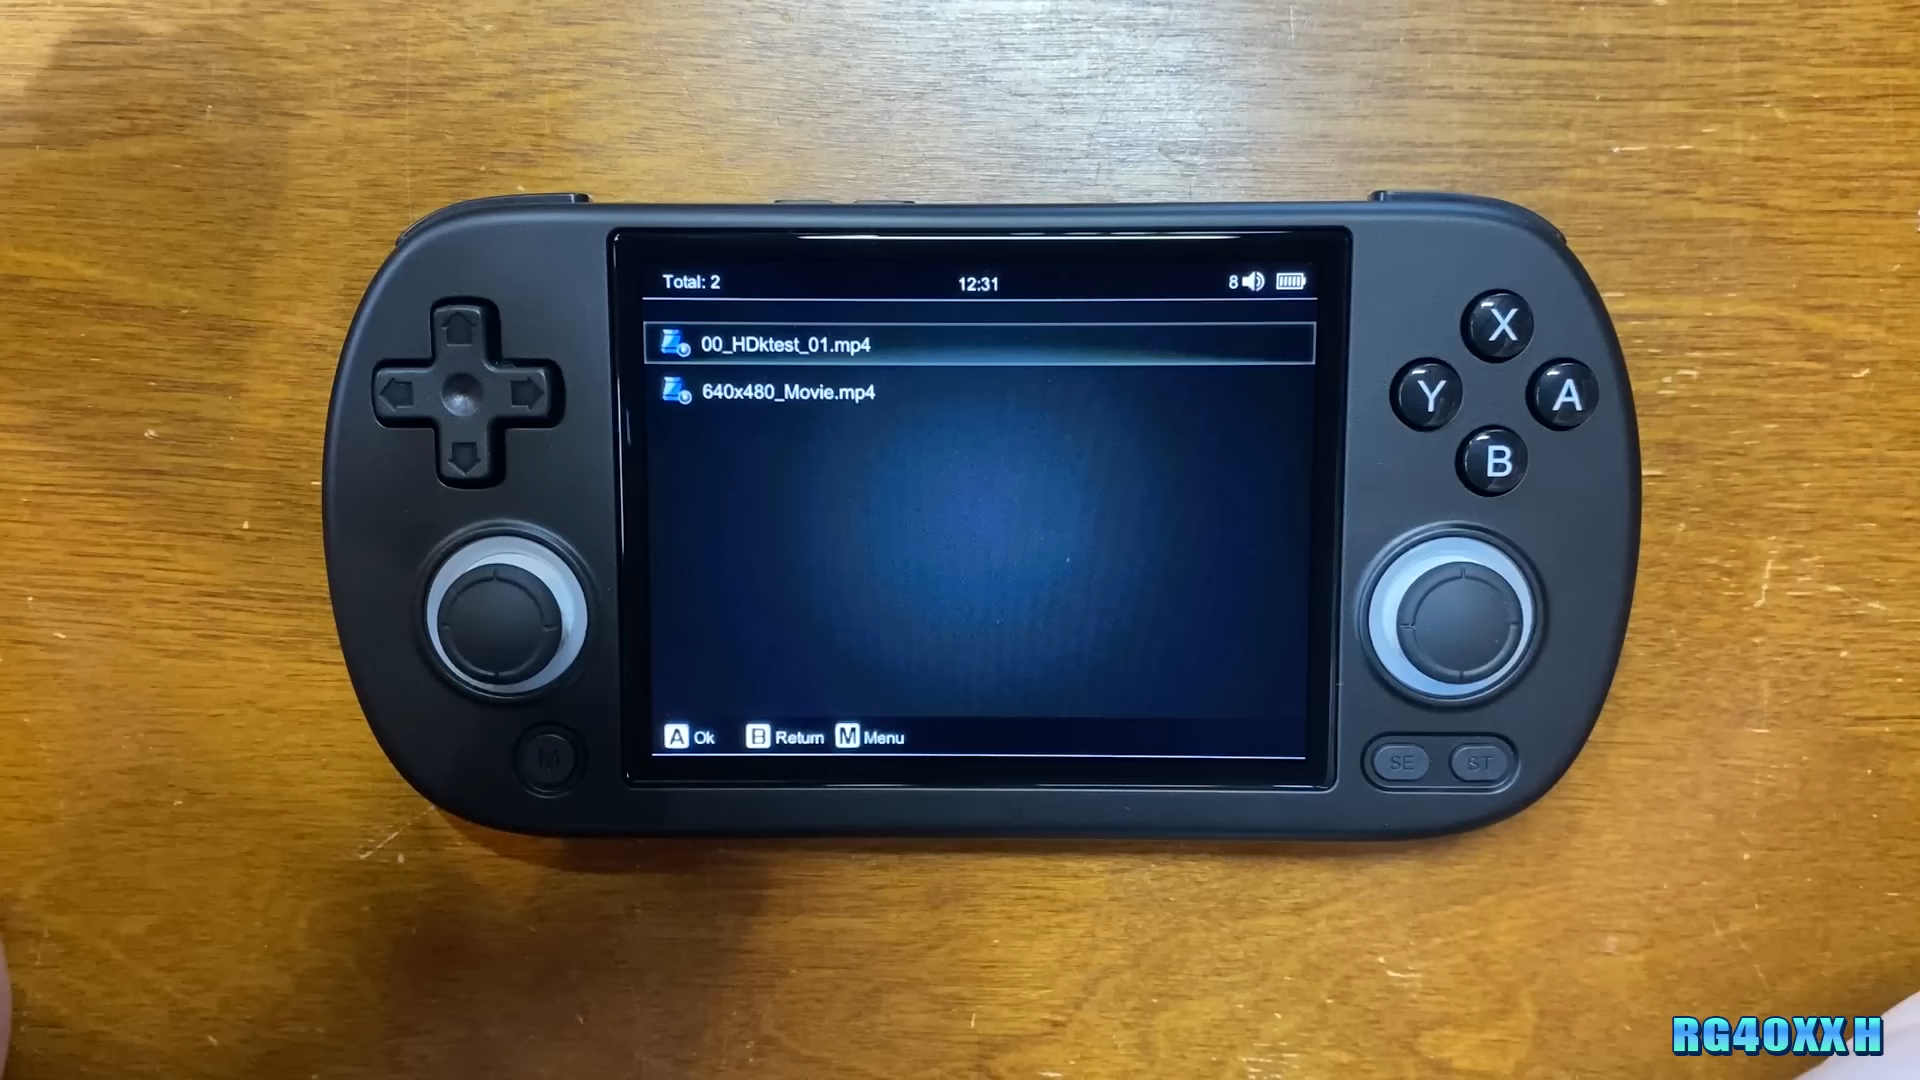 Total: 2 12:31 8
00_HDktest_01.mp4
640x480_Movie.mp4
A Ok B Return M Menu
X
Y A
B
M
SE ST
RG40XX H